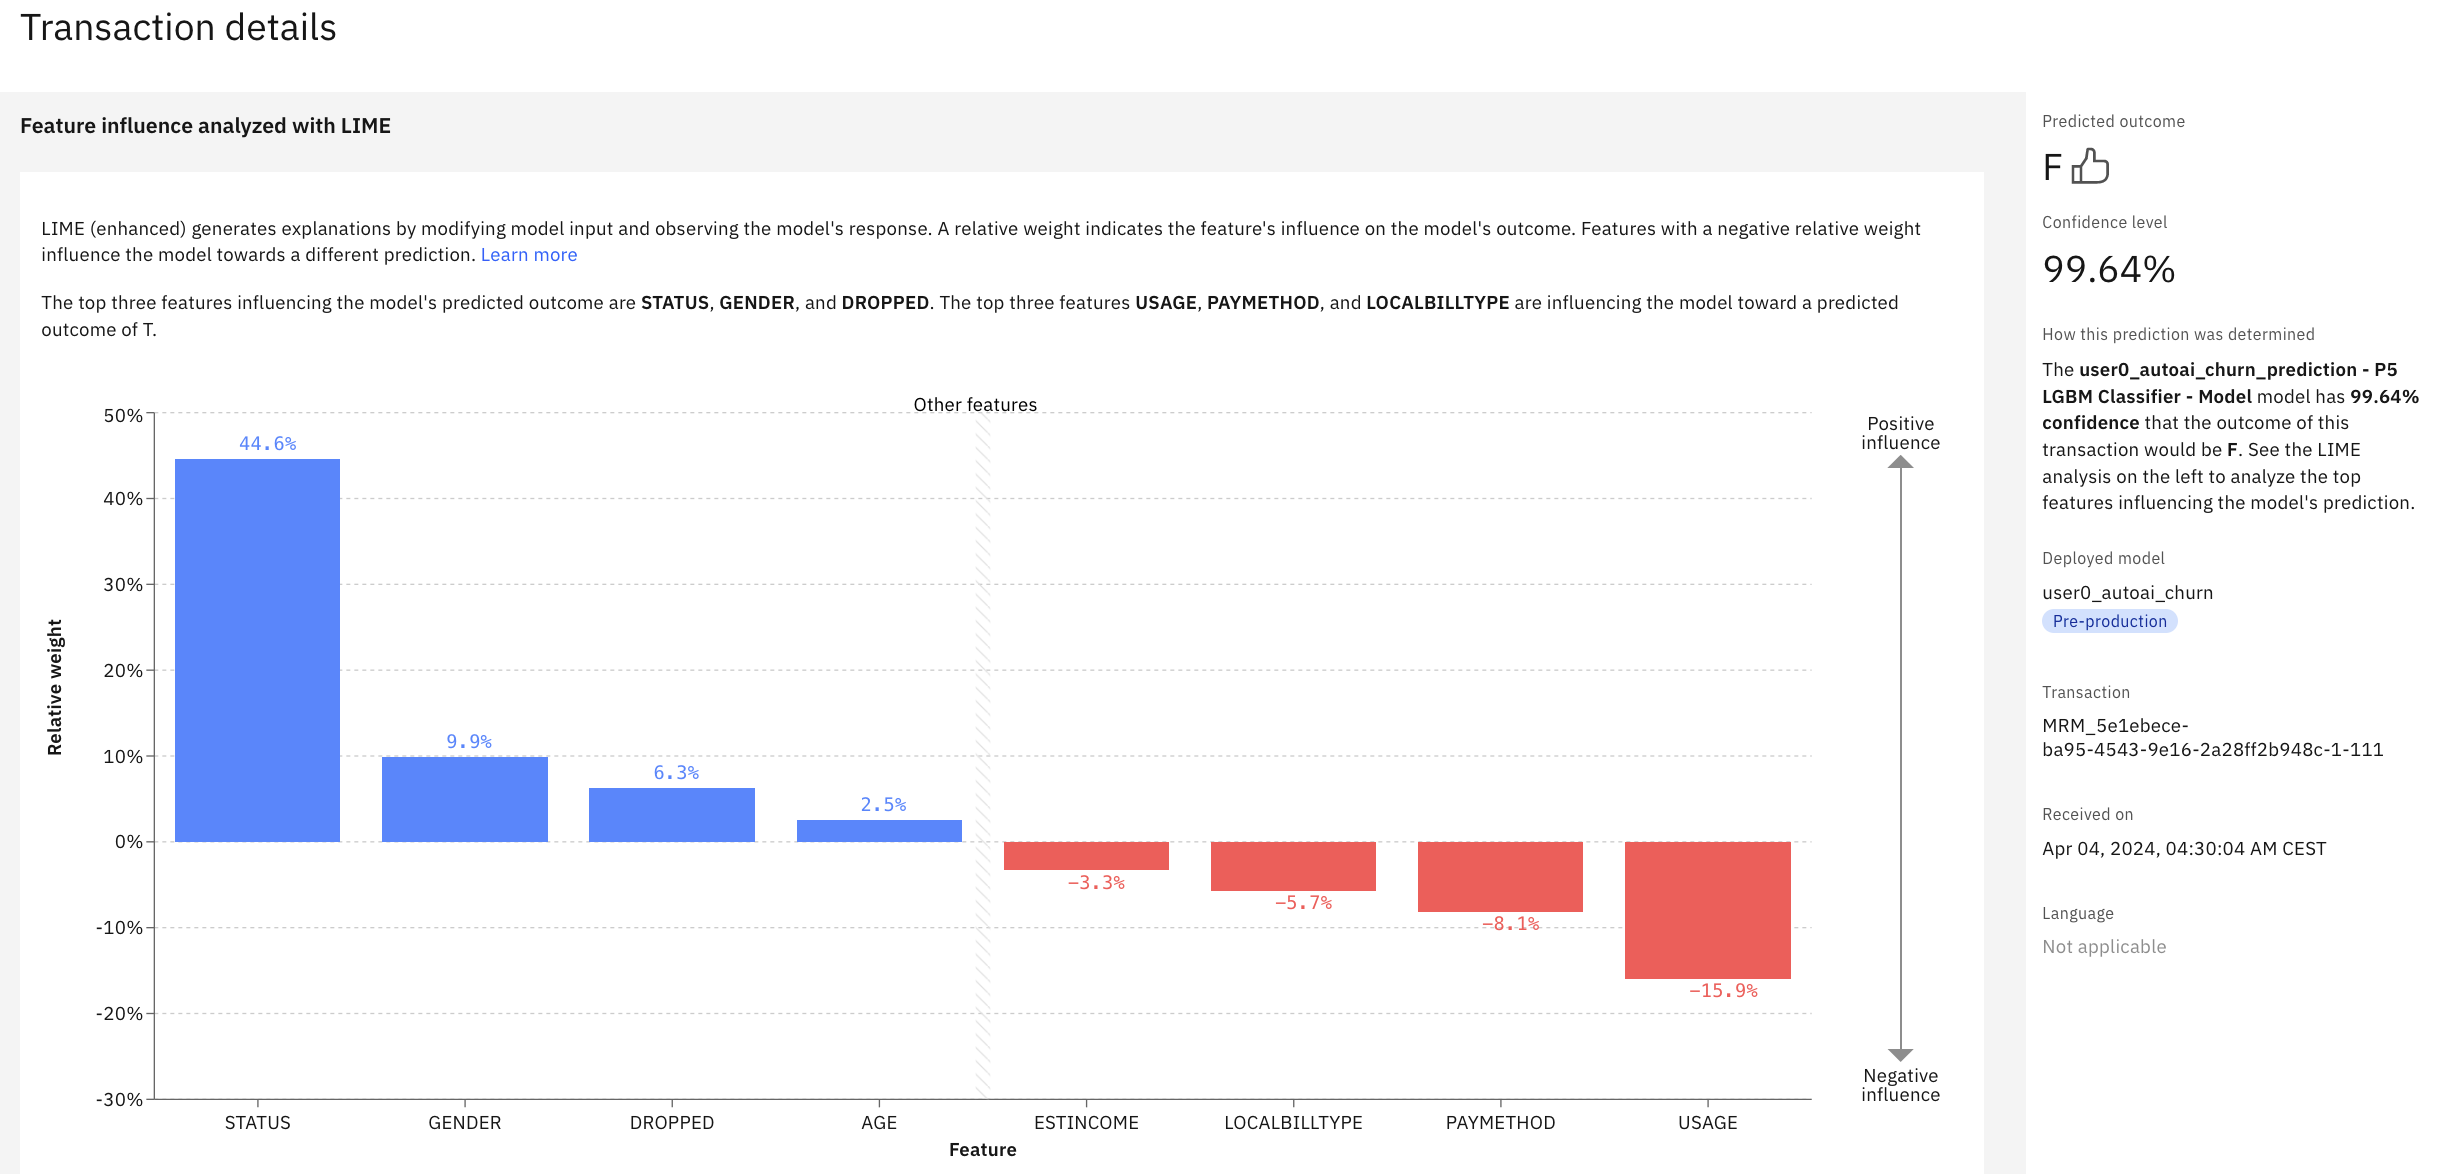 Transaction details
Feature influence analyzed with LIME
LIME (enhanced) generates explanations by modifying model input and observing the model's response. A relative weight indicates the feature's influence on the model's outcome. Features with a negative relative weight
influence the model towards a different prediction. Learn more
The top three features influencing the model's predicted outcome are STATUS, GENDER, and DROPPED. The top three features USAGE, PAYMETHOD, and LOCALBILLTYPE are influencing the model toward a predicted
outcome of T.
Other features
50%
40%
30%
20%
10%
0%
-10%
-20%
-30%
Relative weight
44.6%
9.9%
6.3%
2.5%
−3.3%
−5.7%
−8.1%
−15.9%
STATUS
GENDER
DROPPED
AGE
ESTINCOME
LOCALBILLTYPE
PAYMETHOD
USAGE
Feature
Positive
influence
Negative
influence
Predicted outcome
F
Confidence level
99.64%
How this prediction was determined
The user0_autoai_churn_prediction - P5
LGBM Classifier - Model model has 99.64%
confidence that the outcome of this
transaction would be F. See the LIME
analysis on the left to analyze the top
features influencing the model's prediction.
Deployed model
user0_autoai_churn
Pre-production
Transaction
MRM_5e1ebece-
ba95-4543-9e16-2a28ff2b948c-1-111
Received on
Apr 04, 2024, 04:30:04 AM CEST
Language
Not applicable